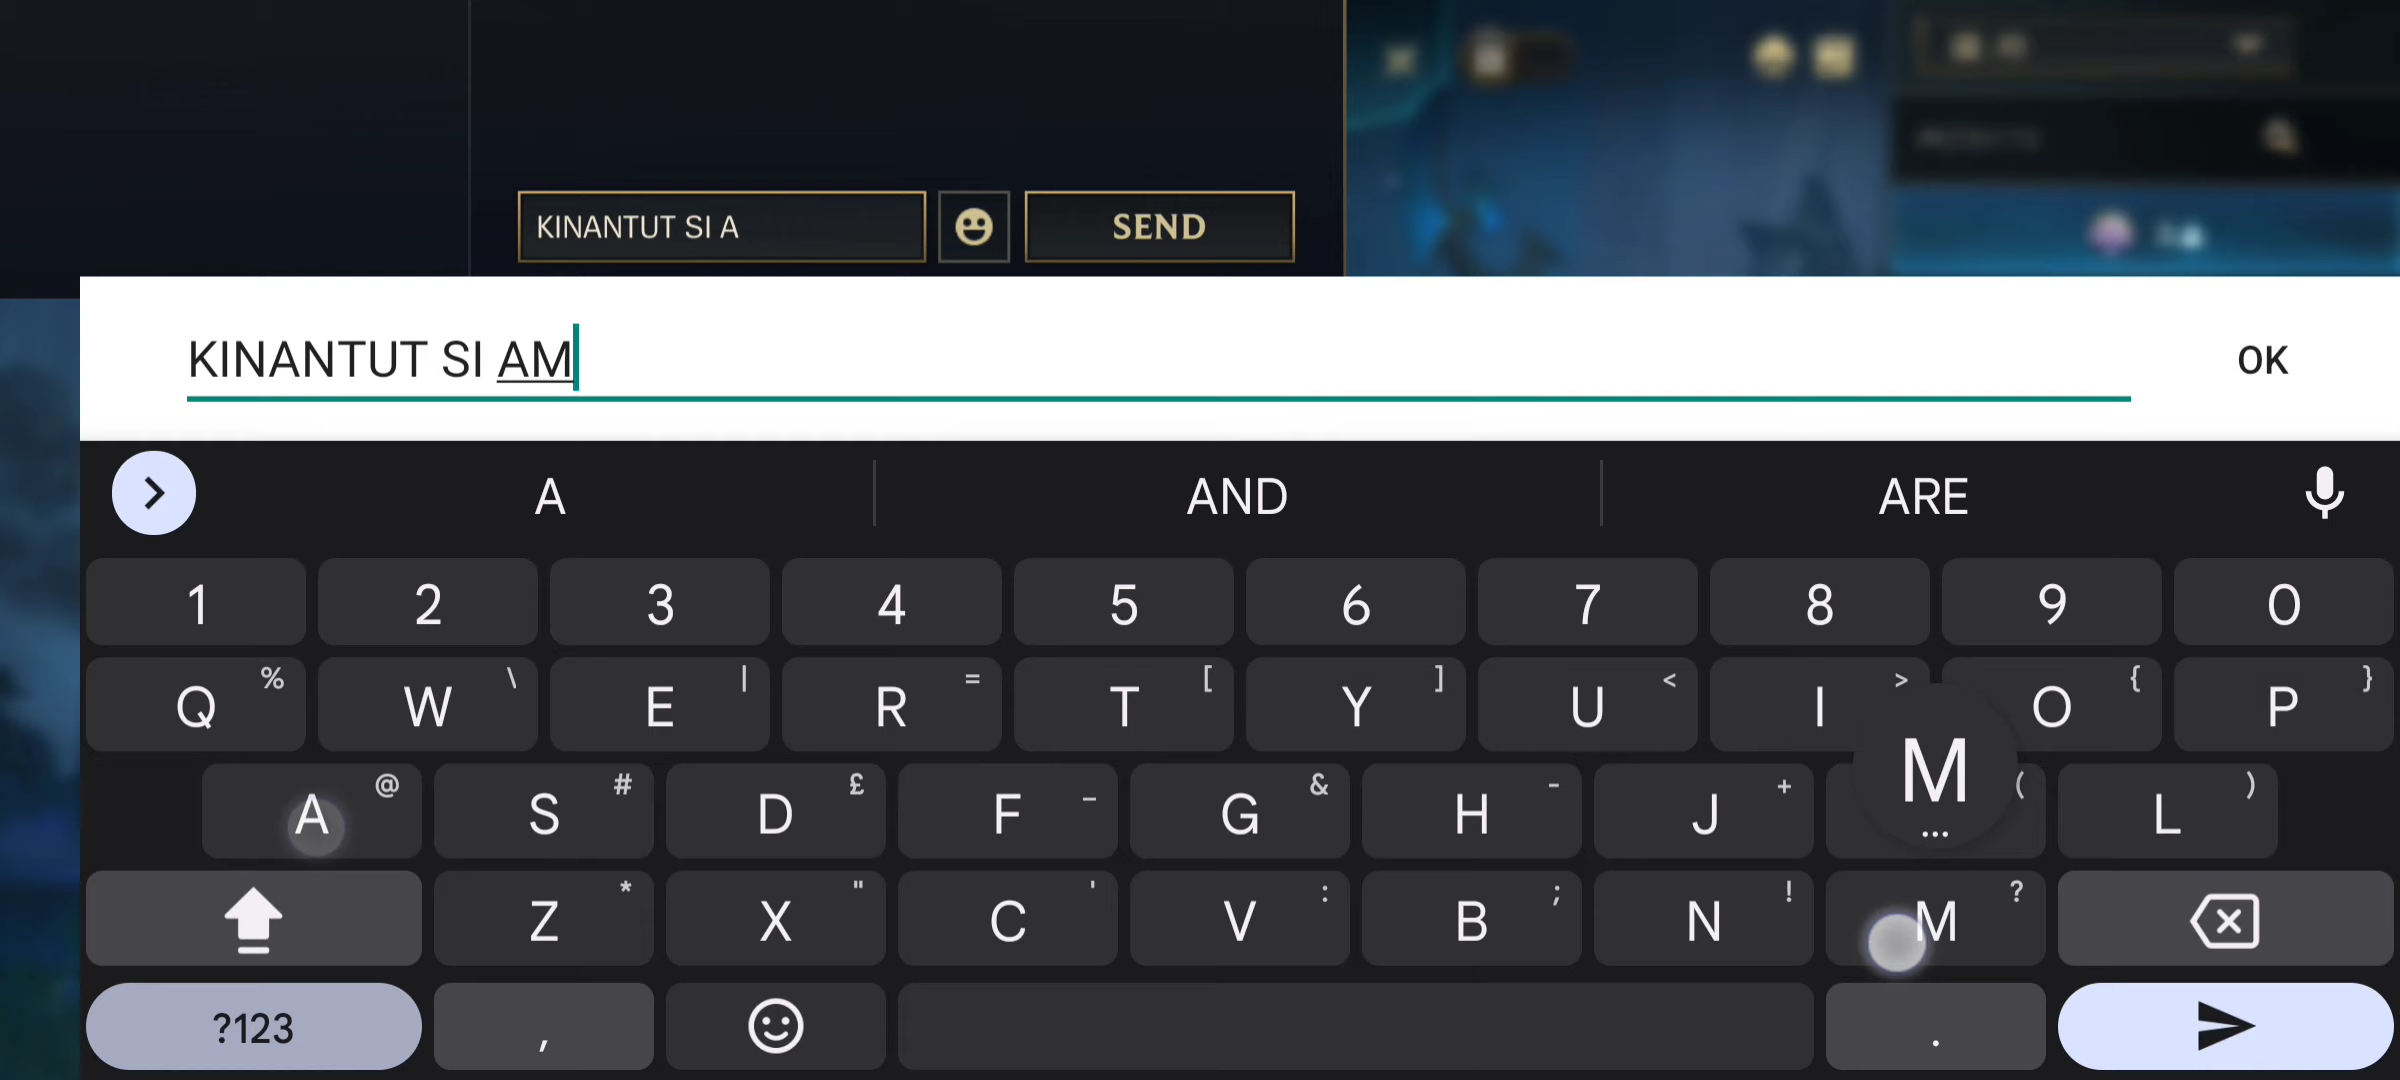 KINANTUT SI A
SEND
KINANTUT SI AM
OK
A AND ARE
1 2 3 4 5 6 7 8 9 0
Q % W \ E | R = T [ Y ] U < I > O { P }
A @ S # D £ F _ G & H - J + M ... ( L )
Z * X " C ' V : B ; N ! M ?
?123 , .